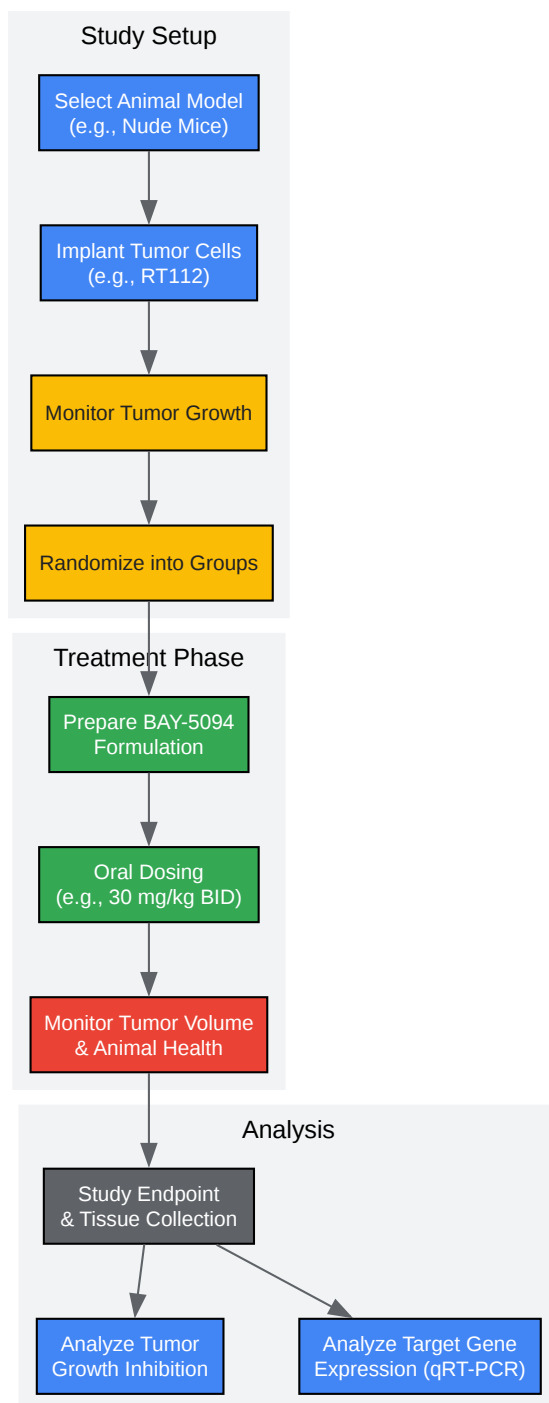 Study Setup
Select Animal Model
(e.g., Nude Mice)
Implant Tumor Cells
(e.g., RT112)
Monitor Tumor Growth
Randomize into Groups
Treatment Phase
Prepare BAY-5094
Formulation
Oral Dosing
(e.g., 30 mg/kg BID)
Monitor Tumor Volume
& Animal Health
Analysis
Study Endpoint
& Tissue Collection
Analyze Tumor
Growth Inhibition
Analyze Target Gene
Expression (qRT-PCR)